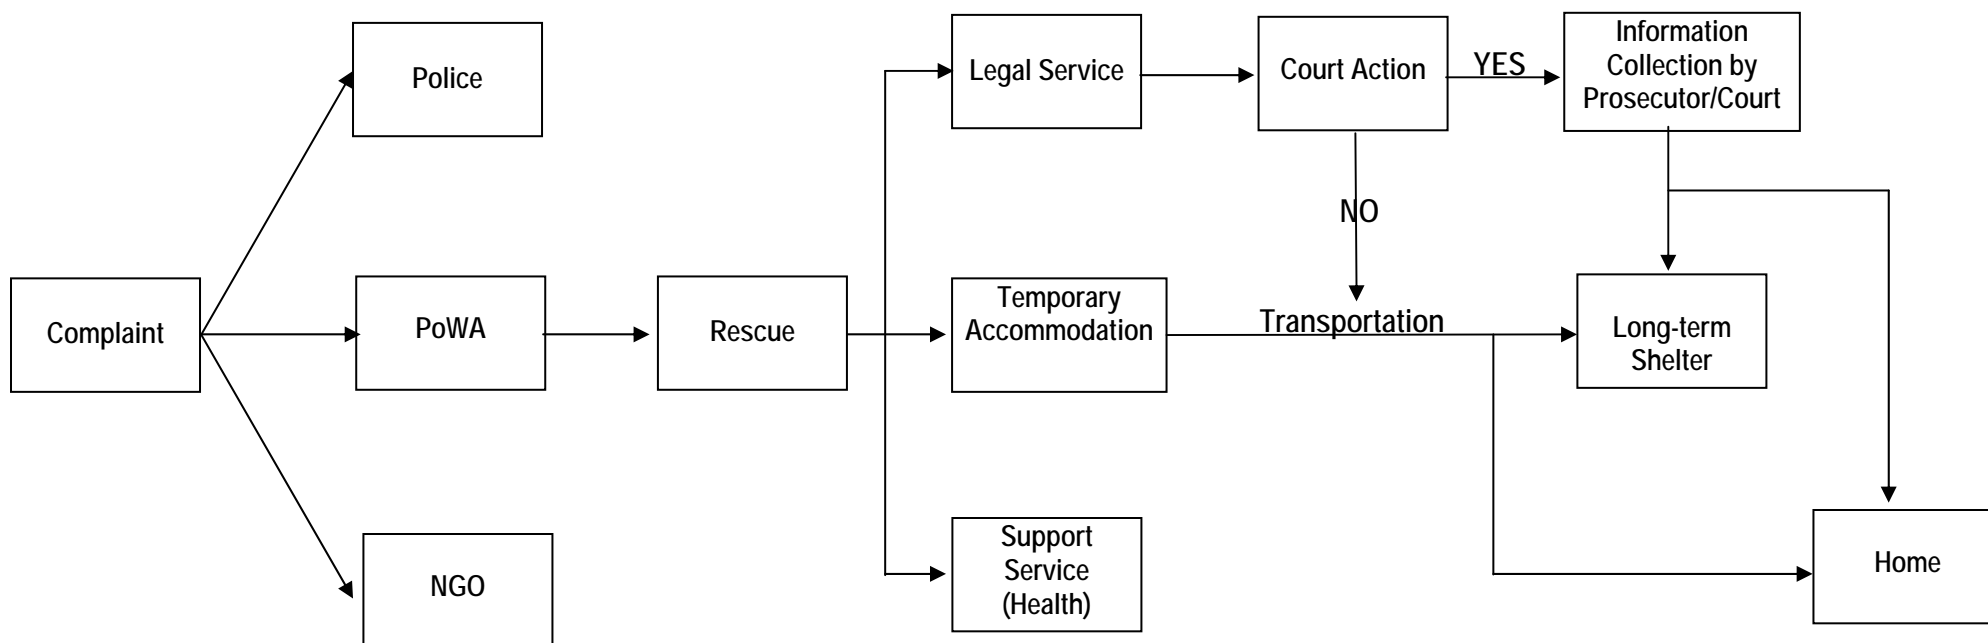 Police
Legal Service
Court Action
YES
Information
Collection by
Prosecutor/Court
NO
Complaint
PoWA
Rescue
Temporary
Accommodation
Transportation
Long-term
Shelter
NGO
Support
Service
(Health)
Home